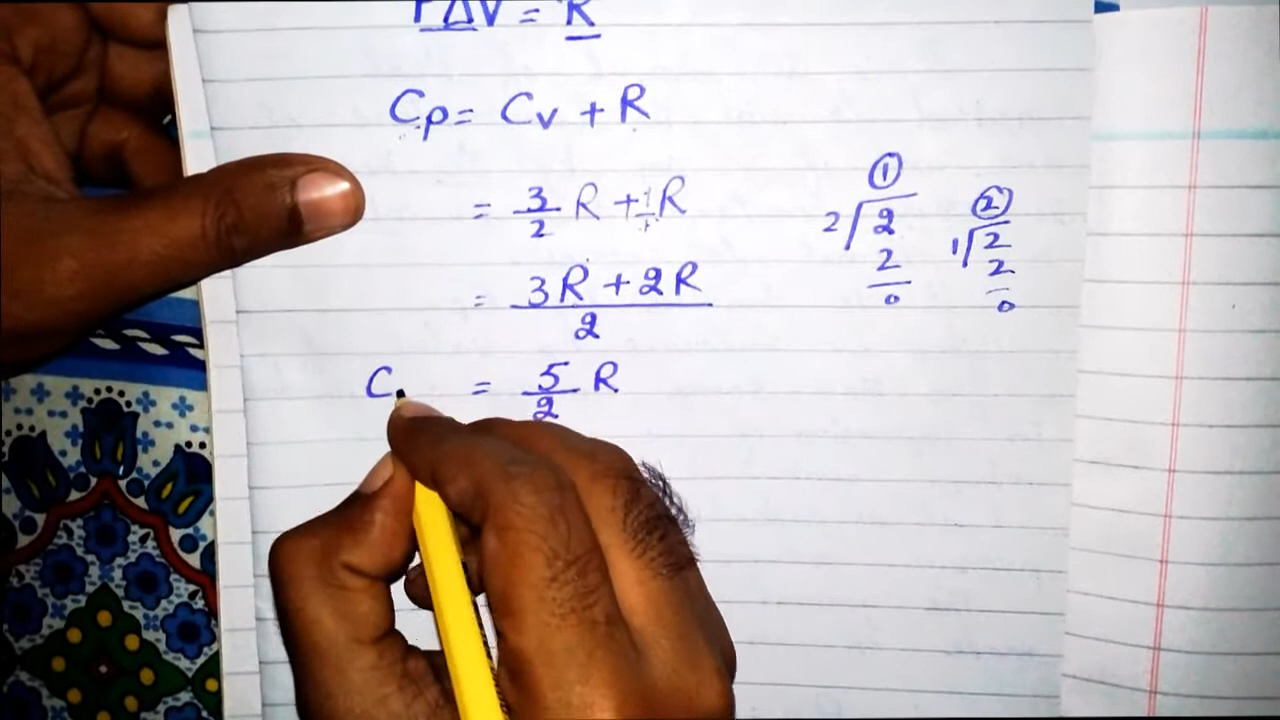 PΔV = R
Cp = Cv + R
= 3/2 R + 1/1 R
= 3R + 2R / 2
C = 5/2 R
1
2 ) 2
2
0
2
1 ) 2
2
0